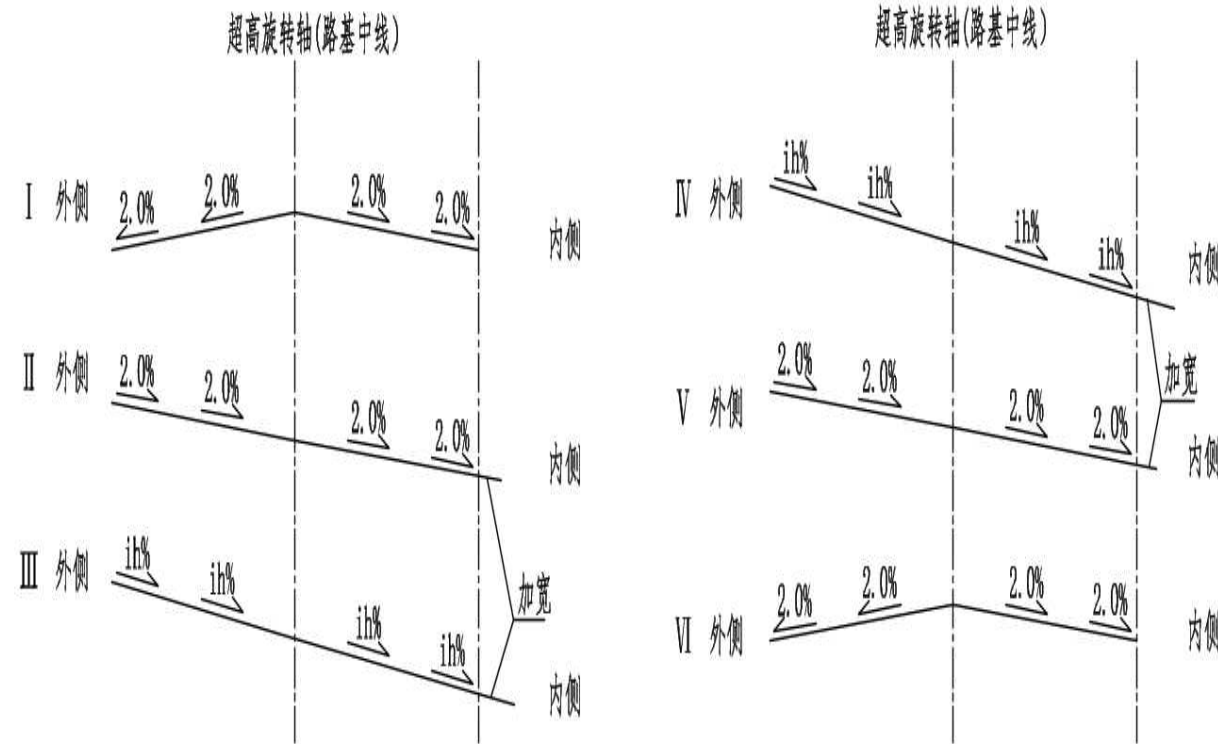 超高旋转轴(路基中线)
Ⅰ 外侧 2.0% 2.0% 2.0% 2.0% 内侧
Ⅱ 外侧 2.0% 2.0% 2.0% 2.0% 内侧
Ⅲ 外侧 ih% ih% ih% ih% 内侧
加宽
超高旋转轴(路基中线)
Ⅳ 外侧 ih% ih% ih% ih% 内侧
加宽
Ⅴ 外侧 2.0% 2.0% 2.0% 2.0% 内侧
Ⅵ 外侧 2.0% 2.0% 2.0% 2.0% 内侧